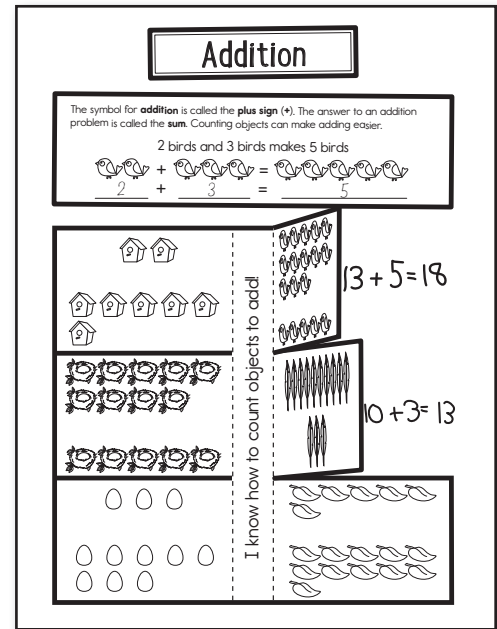 Addition
The symbol for addition is called the plus sign (+). The answer to an addition
problem is called the sum. Counting objects can make adding easier.
2 birds and 3 birds makes 5 birds
+ =
2 + 3 = 5
I know how to count objects to add!
13 + 5 = 18
10 + 3 = 13